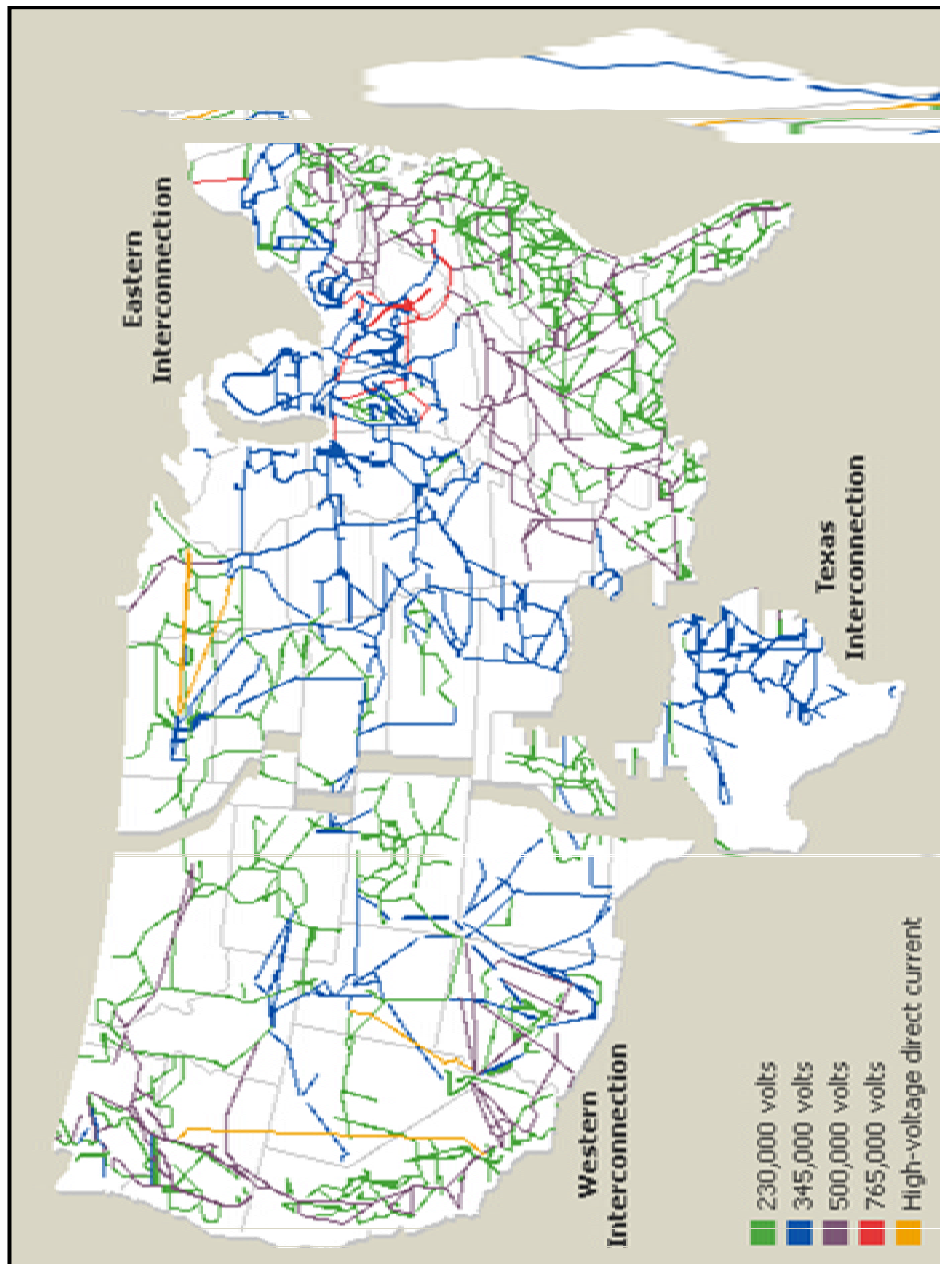 Eastern
Interconnection
Texas
Interconnection
Western
Interconnection
230,000 volts
345,000 volts
500,000 volts
765,000 volts
High-voltage direct current